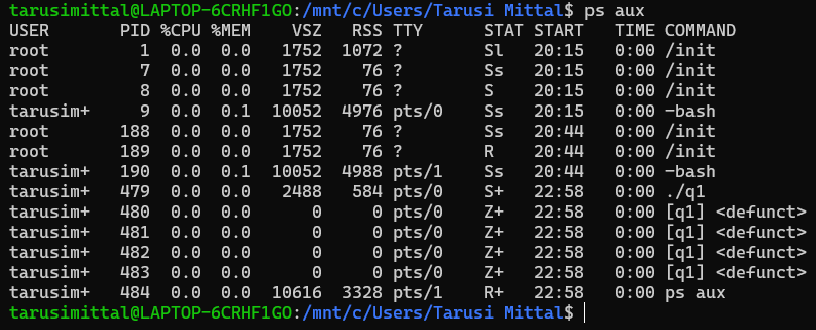 tarusimittal@LAPTOP-6CRHF1GO:/mnt/c/Users/Tarusi Mittal$ ps aux
USER       PID %CPU %MEM    VSZ   RSS TTY      STAT START   TIME COMMAND
root         1  0.0  0.0   1752  1072 ?        Sl   20:15   0:00 /init
root         7  0.0  0.0   1752    76 ?        Ss   20:15   0:00 /init
root         8  0.0  0.0   1752    76 ?        S    20:15   0:00 /init
tarusim+     9  0.0  0.1  10052  4976 pts/0    Ss   20:15   0:00 -bash
root       188  0.0  0.0   1752    76 ?        Ss   20:44   0:00 /init
root       189  0.0  0.0   1752    76 ?        R    20:44   0:00 /init
tarusim+   190  0.0  0.1  10052  4988 pts/1    Ss   20:44   0:00 -bash
tarusim+   479  0.0  0.0   2488   584 pts/0    S+   22:58   0:00 ./q1
tarusim+   480  0.0  0.0      0     0 pts/0    Z+   22:58   0:00 [q1] <defunct>
tarusim+   481  0.0  0.0      0     0 pts/0    Z+   22:58   0:00 [q1] <defunct>
tarusim+   482  0.0  0.0      0     0 pts/0    Z+   22:58   0:00 [q1] <defunct>
tarusim+   483  0.0  0.0      0     0 pts/0    Z+   22:58   0:00 [q1] <defunct>
tarusim+   484  0.0  0.0  10616  3328 pts/1    R+   22:58   0:00 ps aux
tarusimittal@LAPTOP-6CRHF1GO:/mnt/c/Users/Tarusi Mittal$